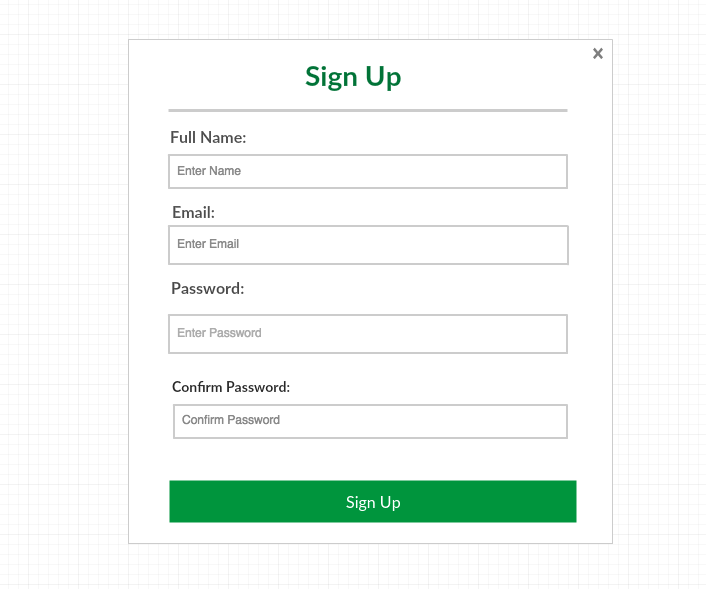 x
Sign Up
Full Name:
Enter Name
Email:
Enter Email
Password:
Enter Password
Confirm Password:
Confirm Password
Sign Up